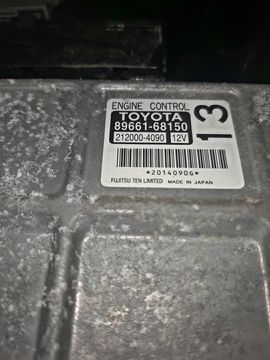 ENGINE CONTROL
TOYOTA
89661-68150
212000-4090 12V
13
*2014090G*
FUJITSU TEN LIMITED MADE IN JAPAN